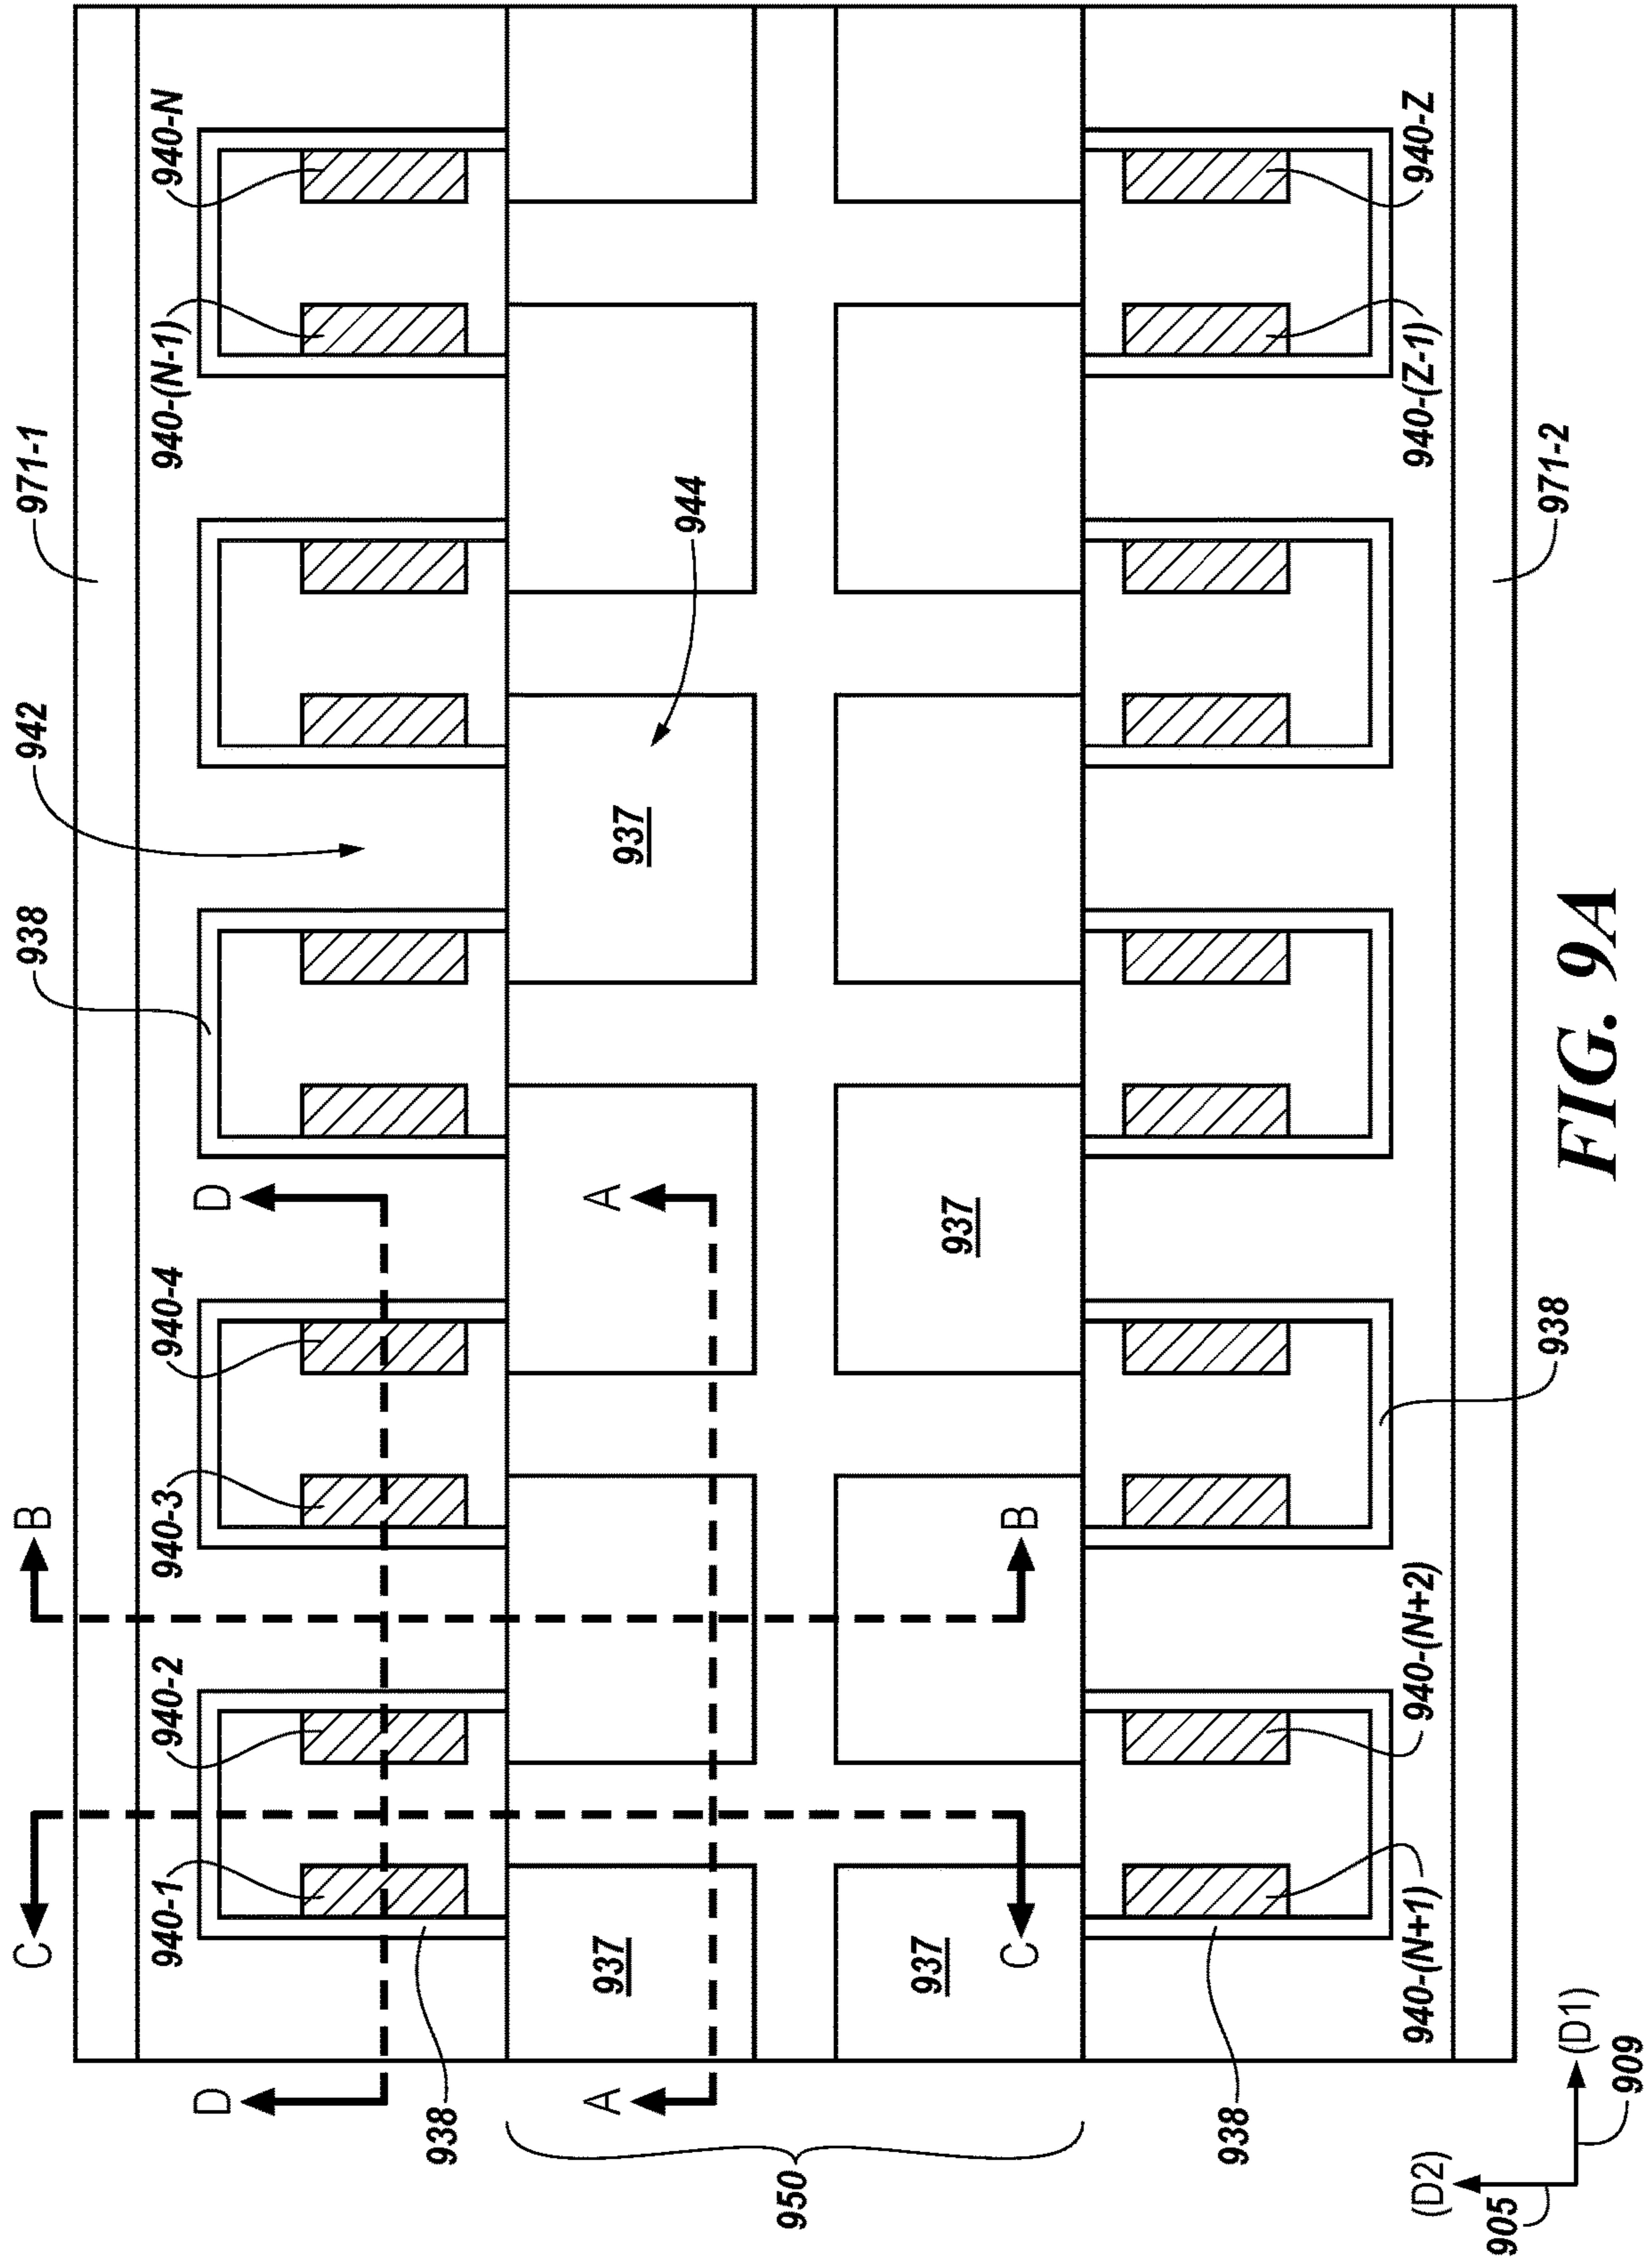 C
B
938
942
971-1
940-1
940-2
940-3
940-4
940-(N-1)
940-N
D
D
938
A
937
A
937
944
950
937
937
C
B
938
(D2)
940-(N+1)
940-(N+2)
940-(Z-1)
940-Z
905
938
971-2
(D1)
909
FIG. 9A